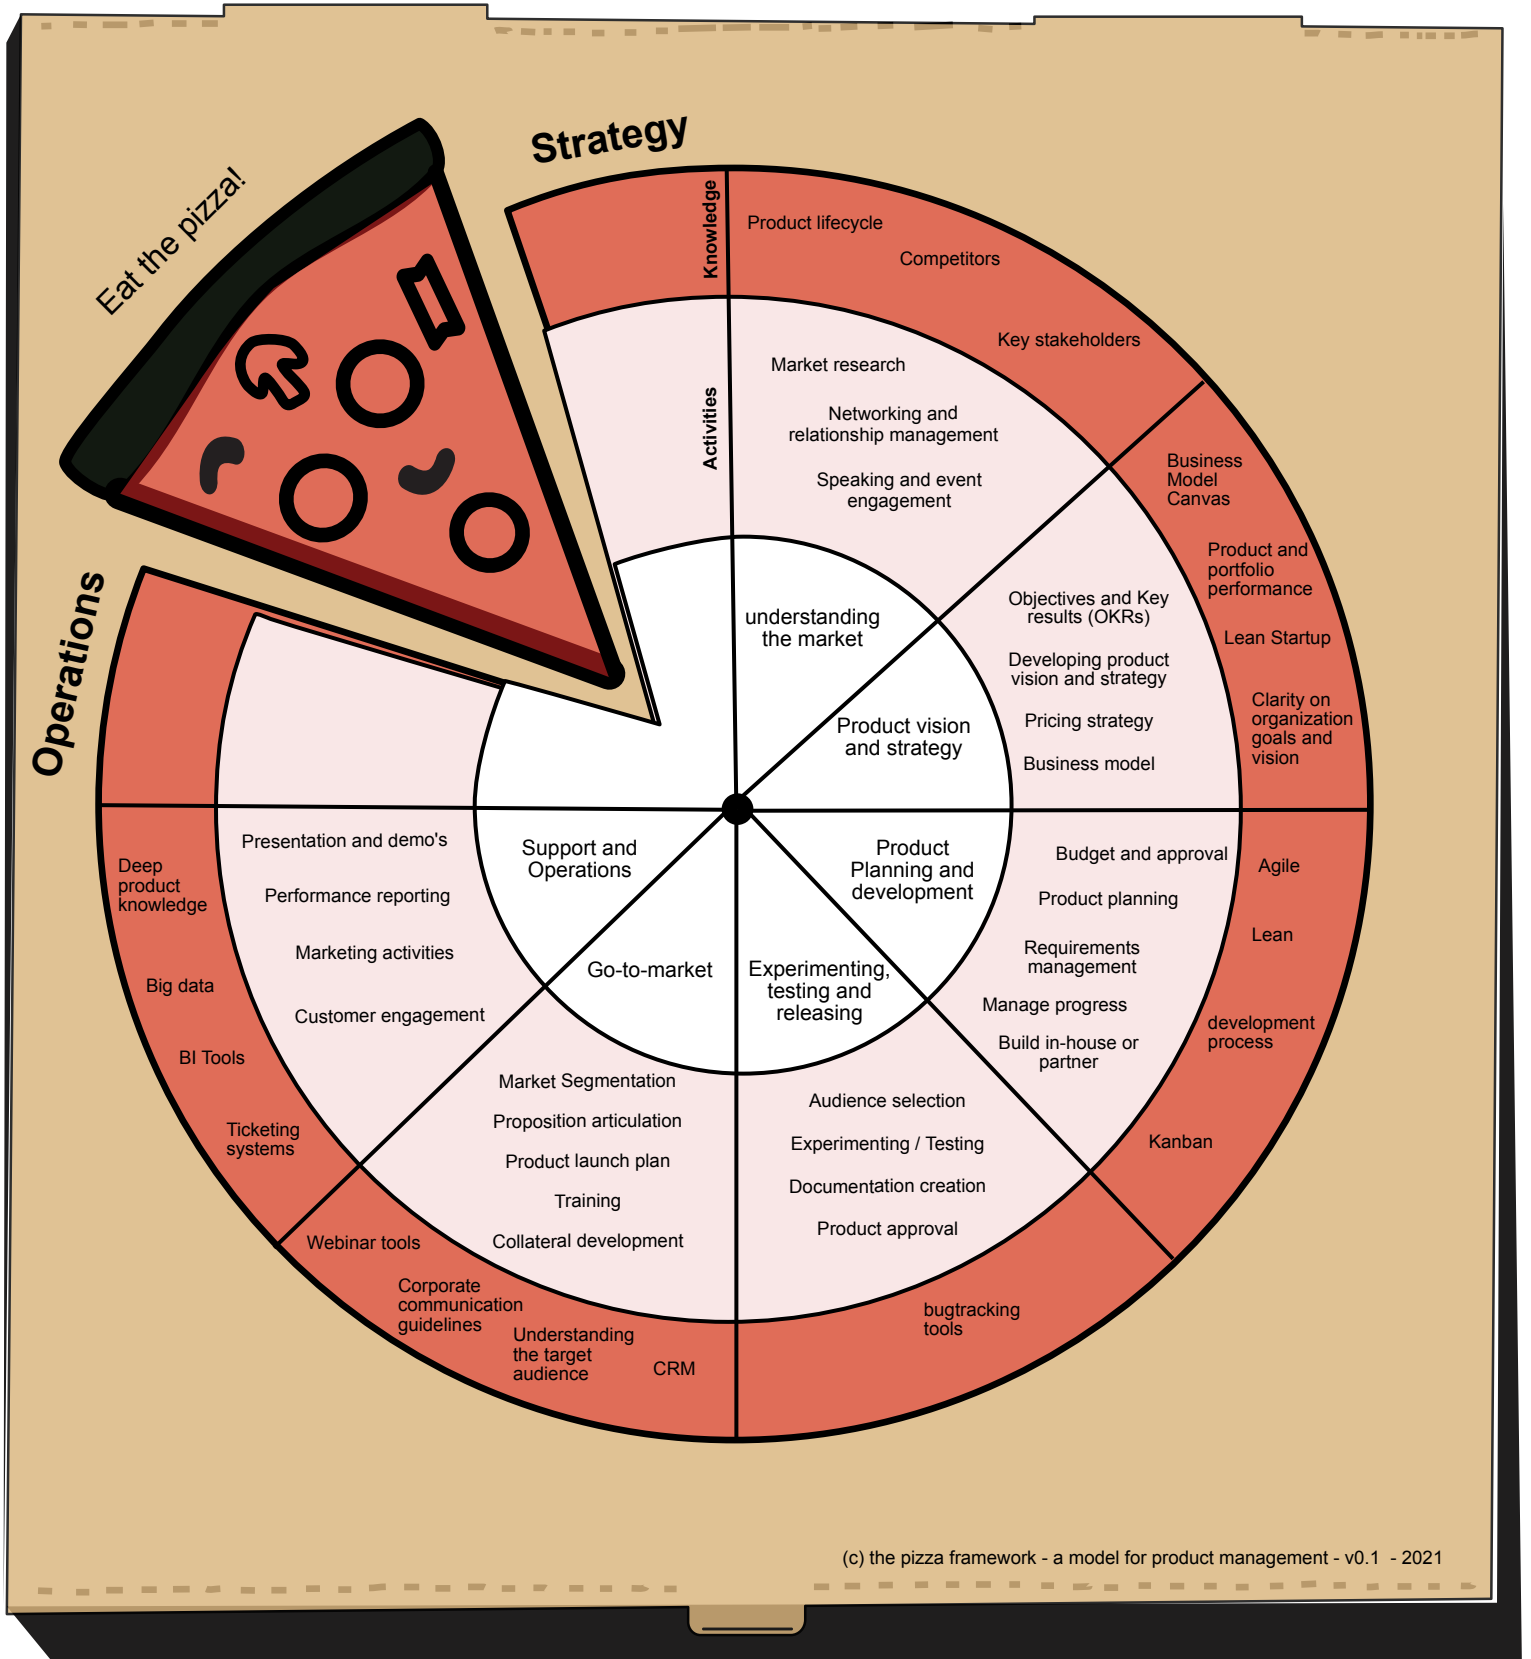 Strategy
Eat the pizza!
Operations
Knowledge
Activities
Product lifecycle
Competitors
Key stakeholders
Market research
Networking and
relationship management
Speaking and event
engagement
understanding
the market
Business
Model
Canvas
Product and
portfolio
performance
Lean Startup
Clarity on
organization
goals and
vision
Objectives and Key
results (OKRs)
Developing product
vision and strategy
Pricing strategy
Business model
Product vision
and strategy
Product
Planning and
development
Budget and approval
Product planning
Requirements
management
Manage progress
Build in-house or
partner
Agile
Lean
development
process
Kanban
Experimenting,
testing and
releasing
Audience selection
Experimenting / Testing
Documentation creation
Product approval
bugtracking
tools
Go-to-market
Market Segmentation
Proposition articulation
Product launch plan
Training
Collateral development
Webinar tools
Corporate
communication
guidelines
Understanding
the target
audience
CRM
Support and
Operations
Presentation and demo's
Performance reporting
Marketing activities
Customer engagement
Deep
product
knowledge
Big data
BI Tools
Ticketing
systems
(c) the pizza framework - a model for product management - v0.1 - 2021